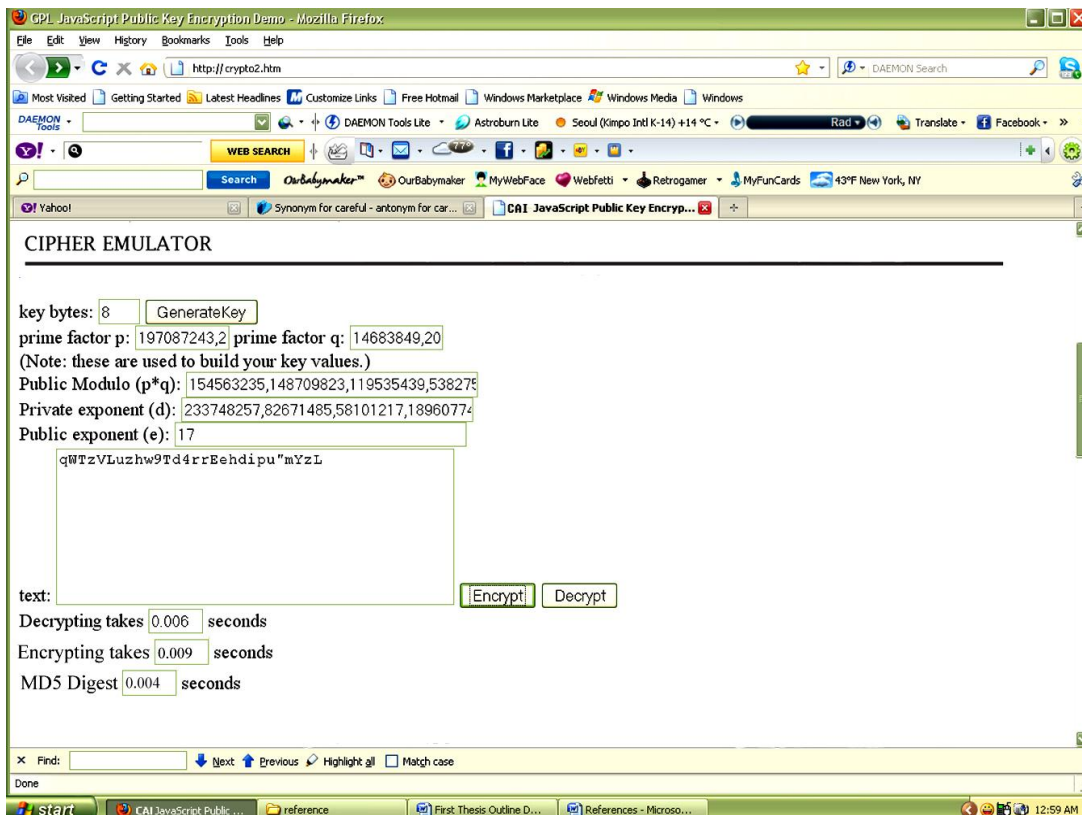 GPL JavaScript Public Key Encryption Demo - Mozilla Firefox
File Edit View History Bookmarks Tools Help
http://crypto2.htm DAEMON Search
Most Visited Getting Started Latest Headlines Customize Links Free Hotmail Windows Marketplace Windows Media Windows
DAEMON Tools DAEMON Tools Lite Astroburn Lite Seoul (Kimpo Intl K-14) +14 °C Rad Translate Facebook »
Y! WEB SEARCH 77°
Search OurBabymaker™ OurBabymaker MyWebFace Webfetti Retrogamer MyFunCards 43°F New York, NY
Y! Yahoo! Synonym for careful - antonym for car... CAI JavaScript Public Key Encryp...
CIPHER EMULATOR
key bytes: 8 GenerateKey
prime factor p: 197087243,2 prime factor q: 14683849,20
(Note: these are used to build your key values.)
Public Modulo (p*q): 154563235,148709823,119535439,538275
Private exponent (d): 233748257,82671485,58101217,18960774
Public exponent (e): 17
qWTzVLuzhw9Td4rrEehdipu"mYzL
text: Encrypt Decrypt
Decrypting takes 0.006 seconds
Encrypting takes 0.009 seconds
MD5 Digest 0.004 seconds
× Find: Next Previous Highlight all Match case
Done
start CAI JavaScript Public ... reference First Thesis Outline D... References - Microso... 12:59 AM